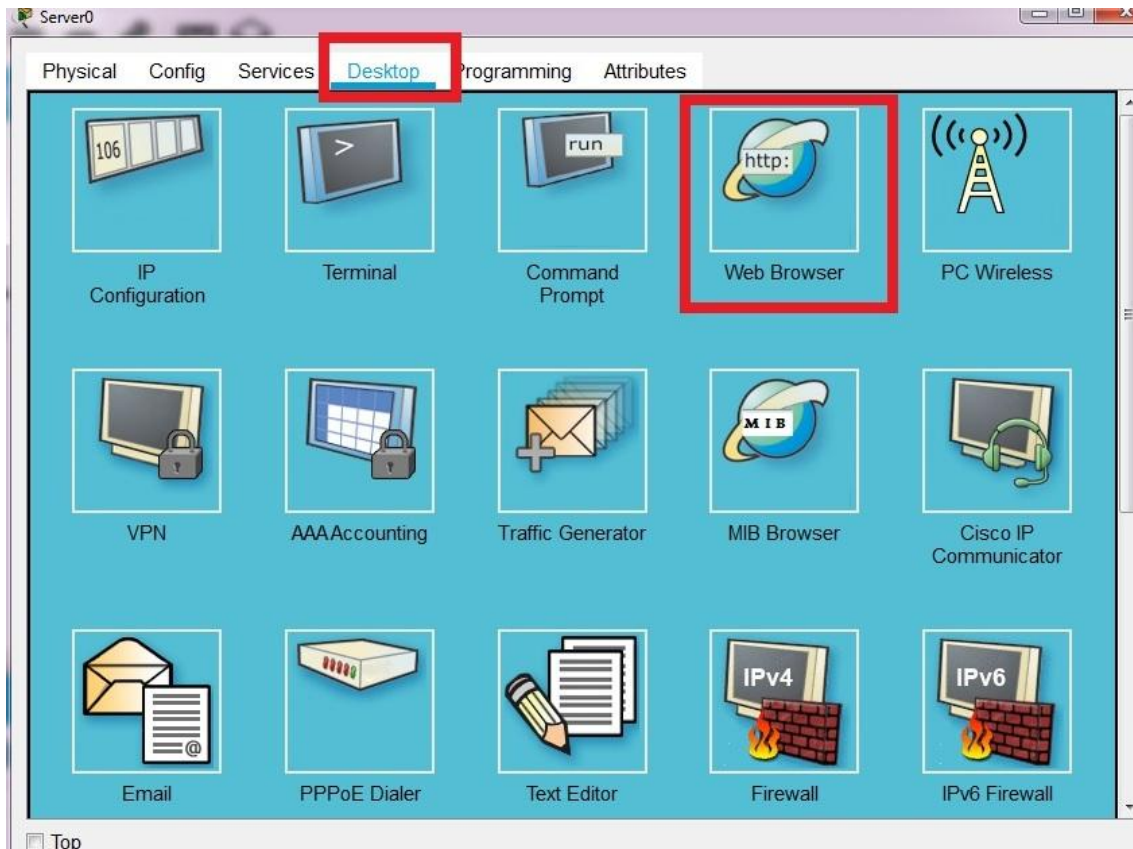 Server0
Physical Config Services Desktop Programming Attributes
106
>
run
http:
IP
Configuration
Terminal
Command
Prompt
Web Browser
PC Wireless
MIB
VPN
AAA Accounting
Traffic Generator
MIB Browser
Cisco IP
Communicator
@
IPv4
IPv6
Email
PPPoE Dialer
Text Editor
Firewall
IPv6 Firewall
Top